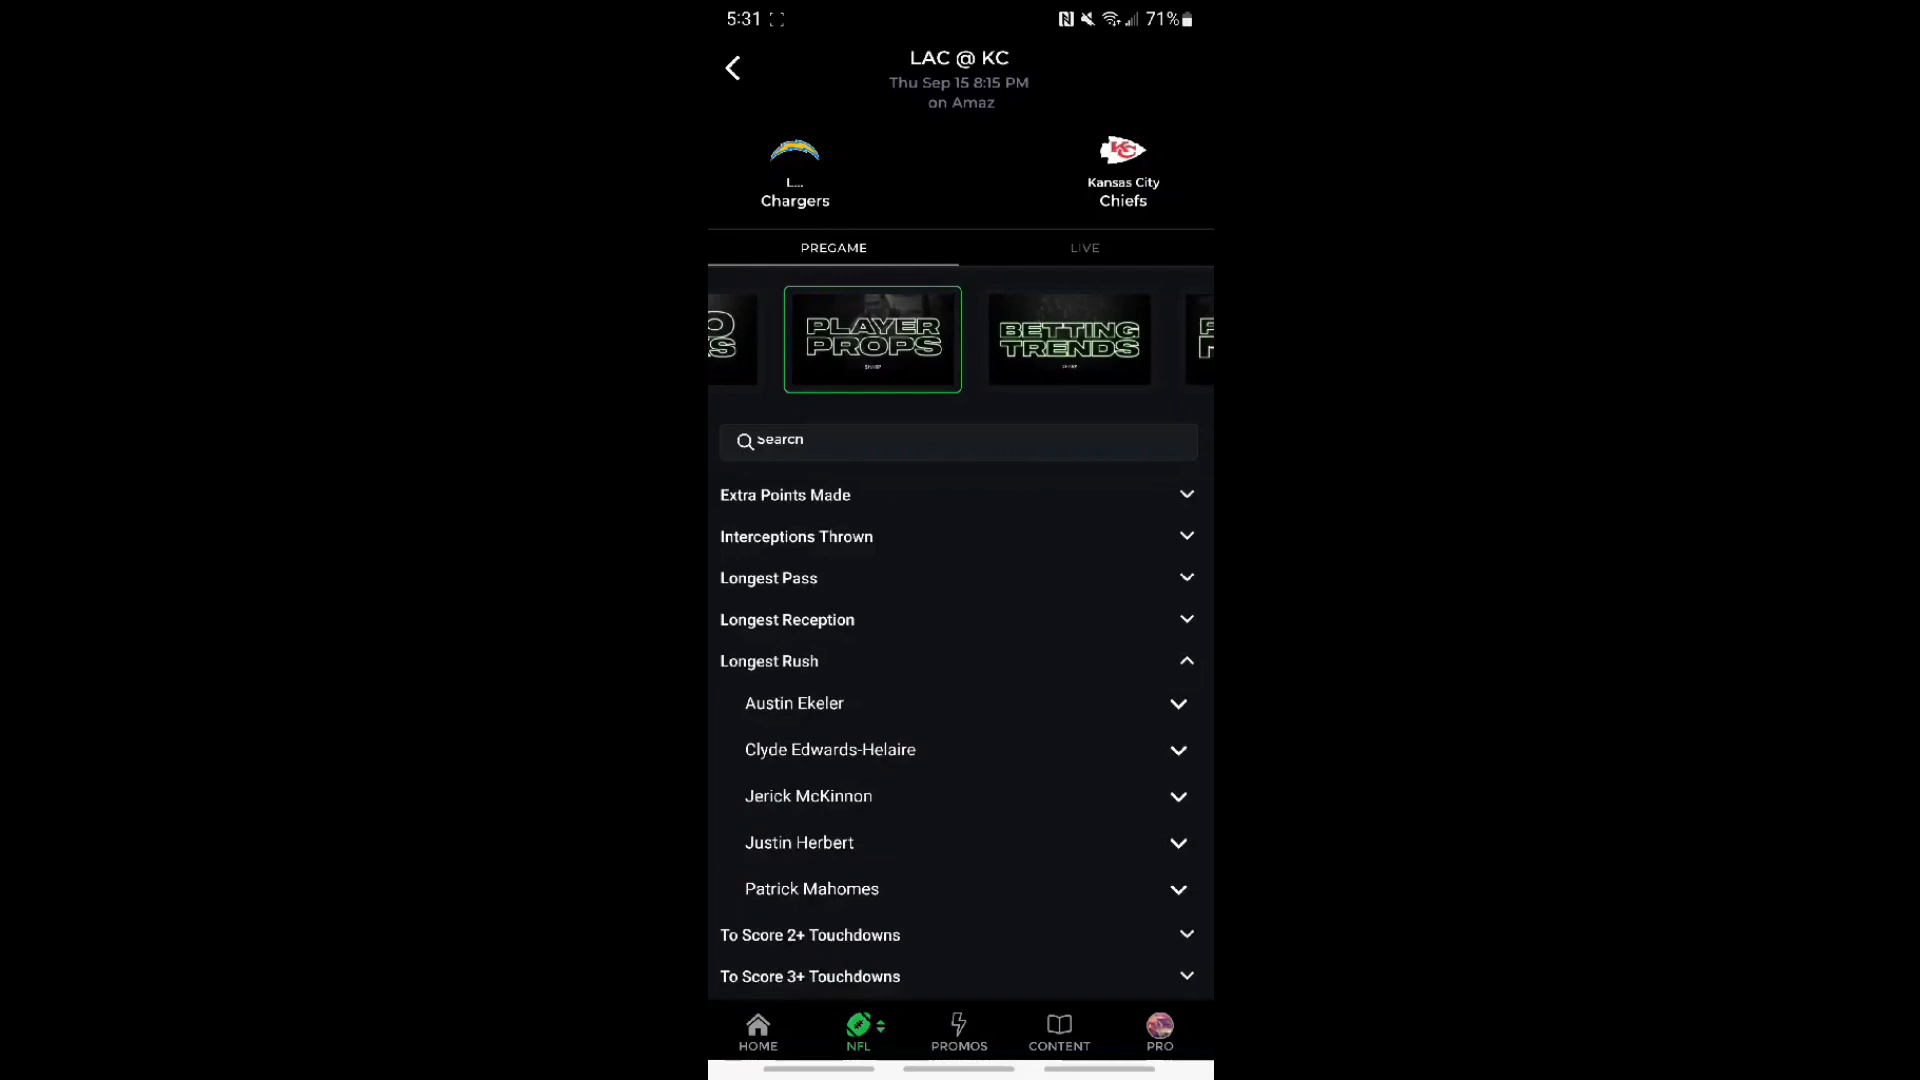 5:31 71%
LAC @ KC
Thu Sep 15 8:15 PM
on Amaz
L...
Chargers
KC
Kansas City
Chiefs
PREGAME LIVE
PLAYER
PROPS
BETTING
TRENDS
Search
Extra Points Made
Interceptions Thrown
Longest Pass
Longest Reception
Longest Rush
Austin Ekeler
Clyde Edwards-Helaire
Jerick McKinnon
Justin Herbert
Patrick Mahomes
To Score 2+ Touchdowns
To Score 3+ Touchdowns
HOME NFL PROMOS CONTENT PRO